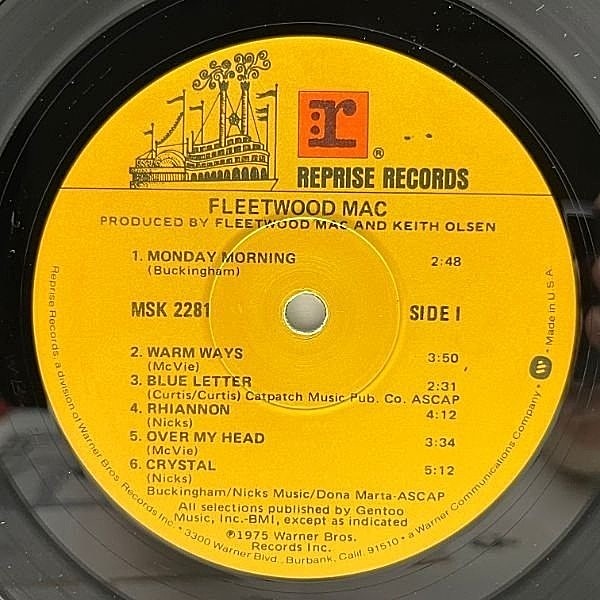 r
®
REPRISE RECORDS
FLEETWOOD MAC
PRODUCED BY FLEETWOOD MAC AND KEITH OLSEN
1. MONDAY MORNING 2:48
(Buckingham)
MSK 2281 SIDE I
2. WARM WAYS 3:50
(McVie)
3. BLUE LETTER 2:31
(Curtis/Curtis) Catpatch Music Pub. Co. ASCAP
4. RHIANNON 4:12
(Nicks)
5. OVER MY HEAD 3:34
(McVie)
6. CRYSTAL 5:12
(Nicks)
Buckingham/Nicks Music/Dona Marta-ASCAP
All selections published by Gentoo
Music, Inc.-BMI, except as indicated
℗1975 Warner Bros.
Records Inc.
Reprise Records, a division of Warner Bros. Records Inc. • 3300 Warner Blvd., Burbank, Calif. 91510 • a Warner Communications Company • W • Made in U.S.A.